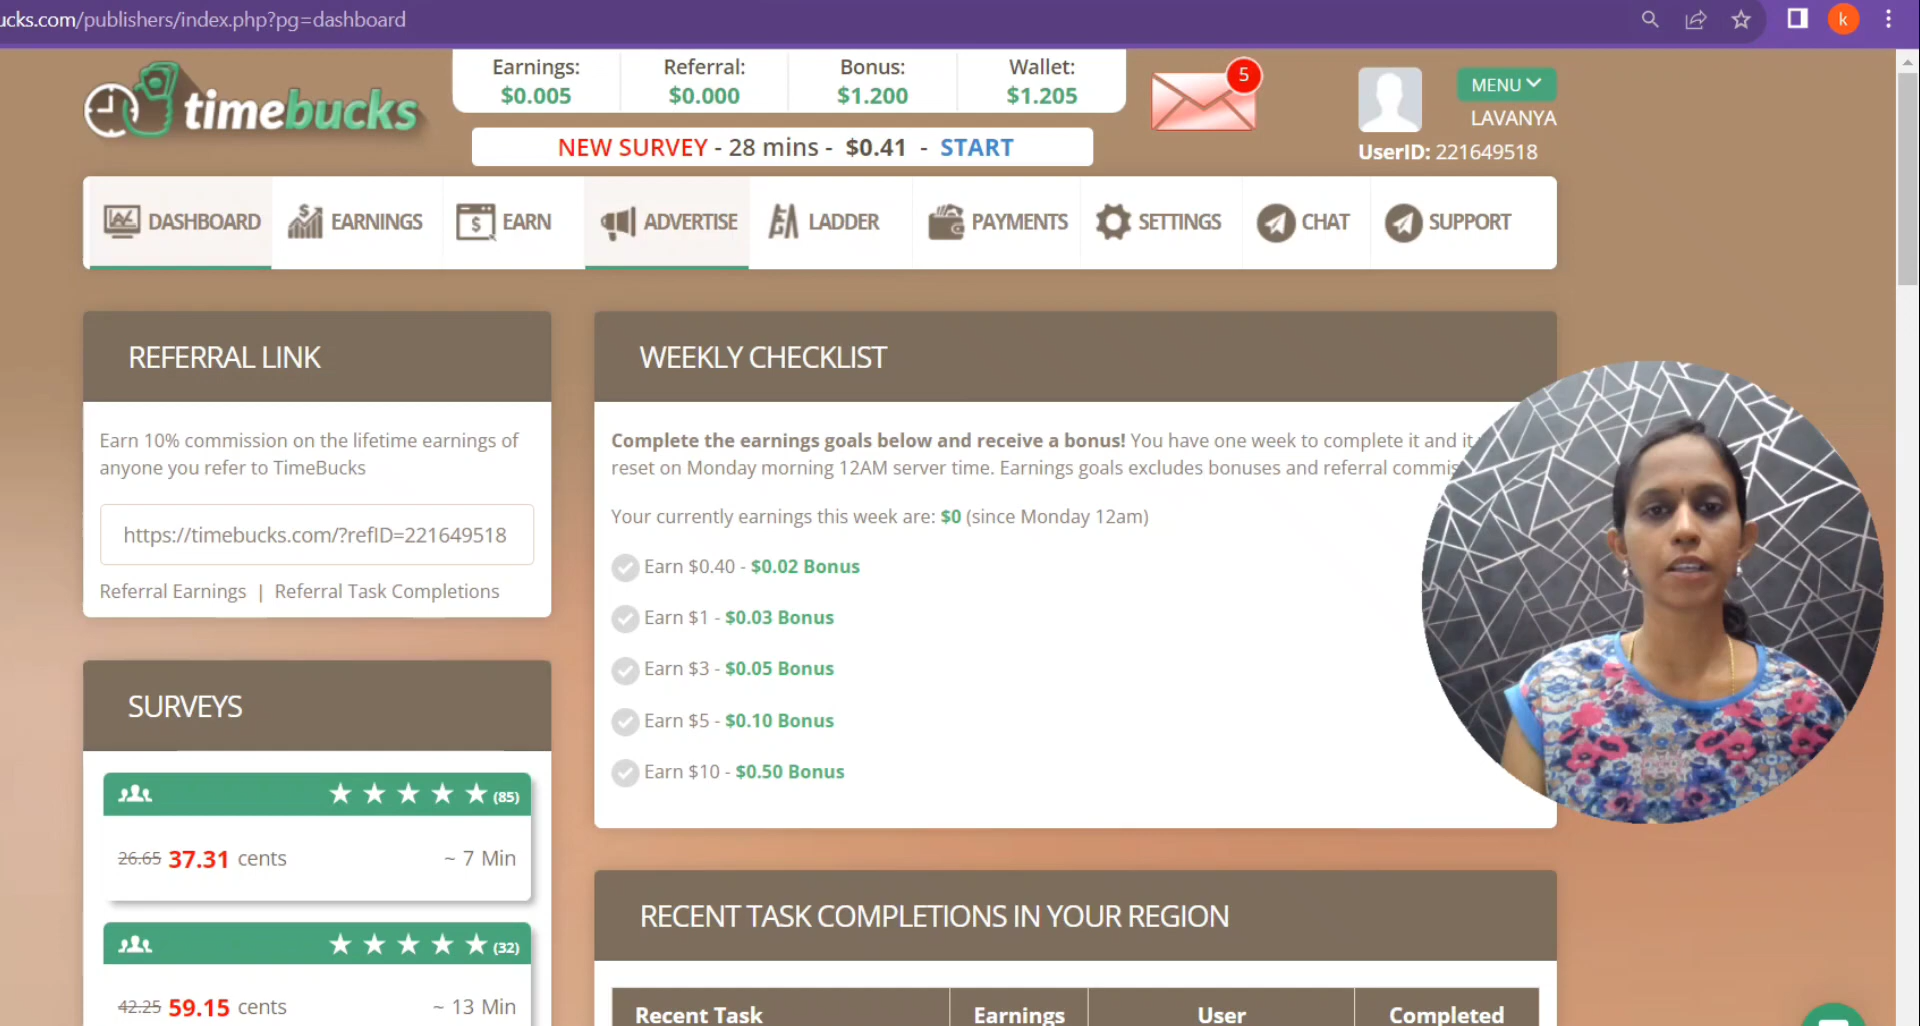 ucks.com/publishers/index.php?pg=dashboard
k
timebucks
Earnings: Referral: Bonus: Wallet:
$0.005 $0.000 $1.200 $1.205
5
MENU
LAVANYA
UserID: 221649518
NEW SURVEY - 28 mins - $0.41 - START
DASHBOARD EARNINGS $ EARN ADVERTISE LADDER PAYMENTS SETTINGS CHAT SUPPORT
REFERRAL LINK
Earn 10% commission on the lifetime earnings of
anyone you refer to TimeBucks
https://timebucks.com/?refID=221649518
Referral Earnings | Referral Task Completions
SURVEYS
(85)
26.65 37.31 cents ~ 7 Min
(32)
42.25 59.15 cents ~ 13 Min
WEEKLY CHECKLIST
Complete the earnings goals below and receive a bonus! You have one week to complete it and it
reset on Monday morning 12AM server time. Earnings goals excludes bonuses and referral commis
Your currently earnings this week are: $0 (since Monday 12am)
Earn $0.40 - $0.02 Bonus
Earn $1 - $0.03 Bonus
Earn $3 - $0.05 Bonus
Earn $5 - $0.10 Bonus
Earn $10 - $0.50 Bonus
RECENT TASK COMPLETIONS IN YOUR REGION
Recent Task Earnings User Completed